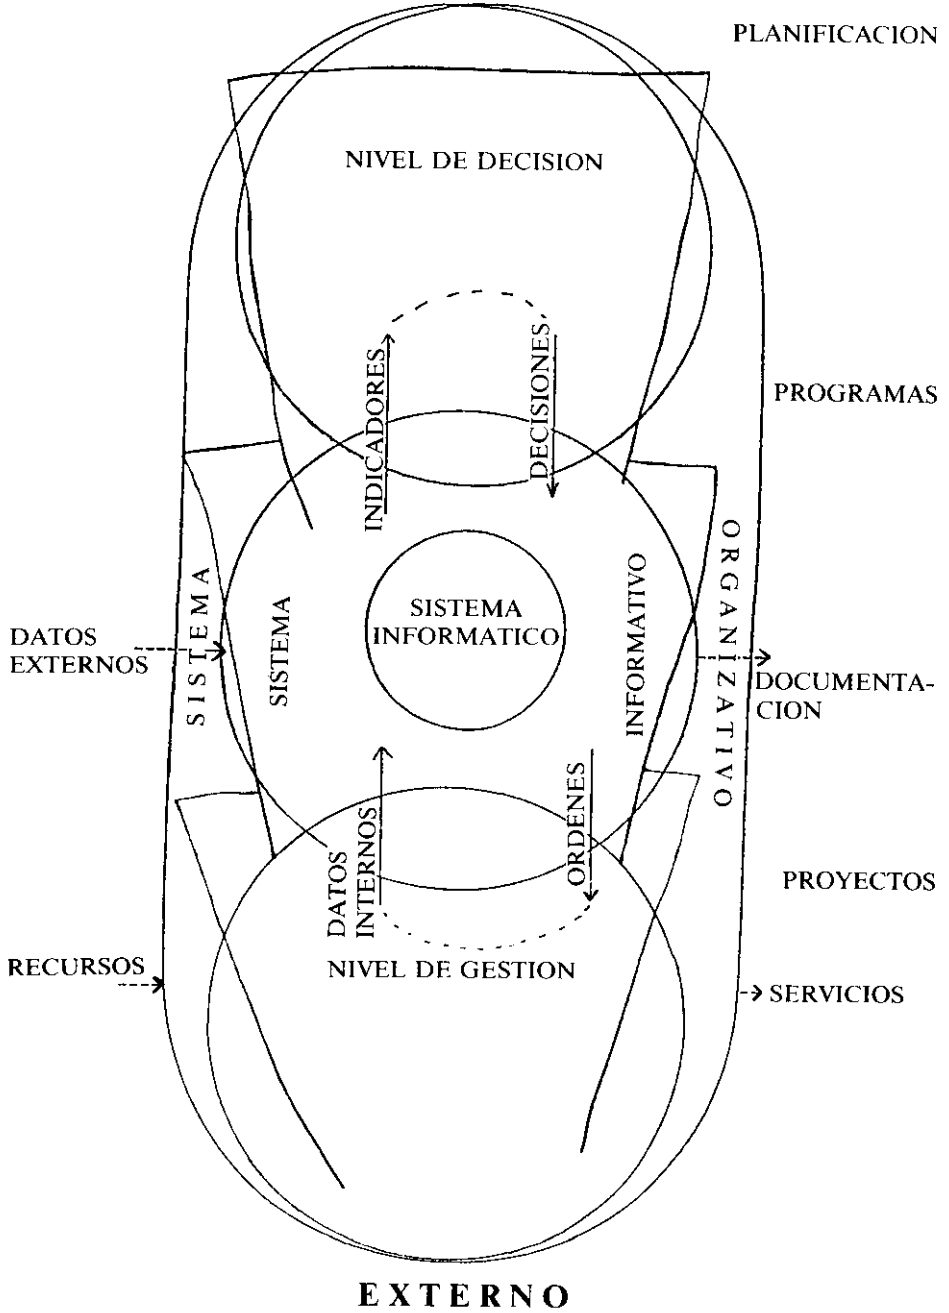 PLANIFICACION
NIVEL DE DECISION
INDICADORES
DECISIONES
PROGRAMAS
SISTEMA
ORGANÍZATIVO
SISTEMA
INFORMATIVO
SISTEMA
INFORMATICO
DATOS
EXTERNOS
DOCUMENTA-
CION
DATOS
INTERNOS
ORDENES
PROYECTOS
NIVEL DE GESTION
RECURSOS
SERVICIOS
EXTERNO